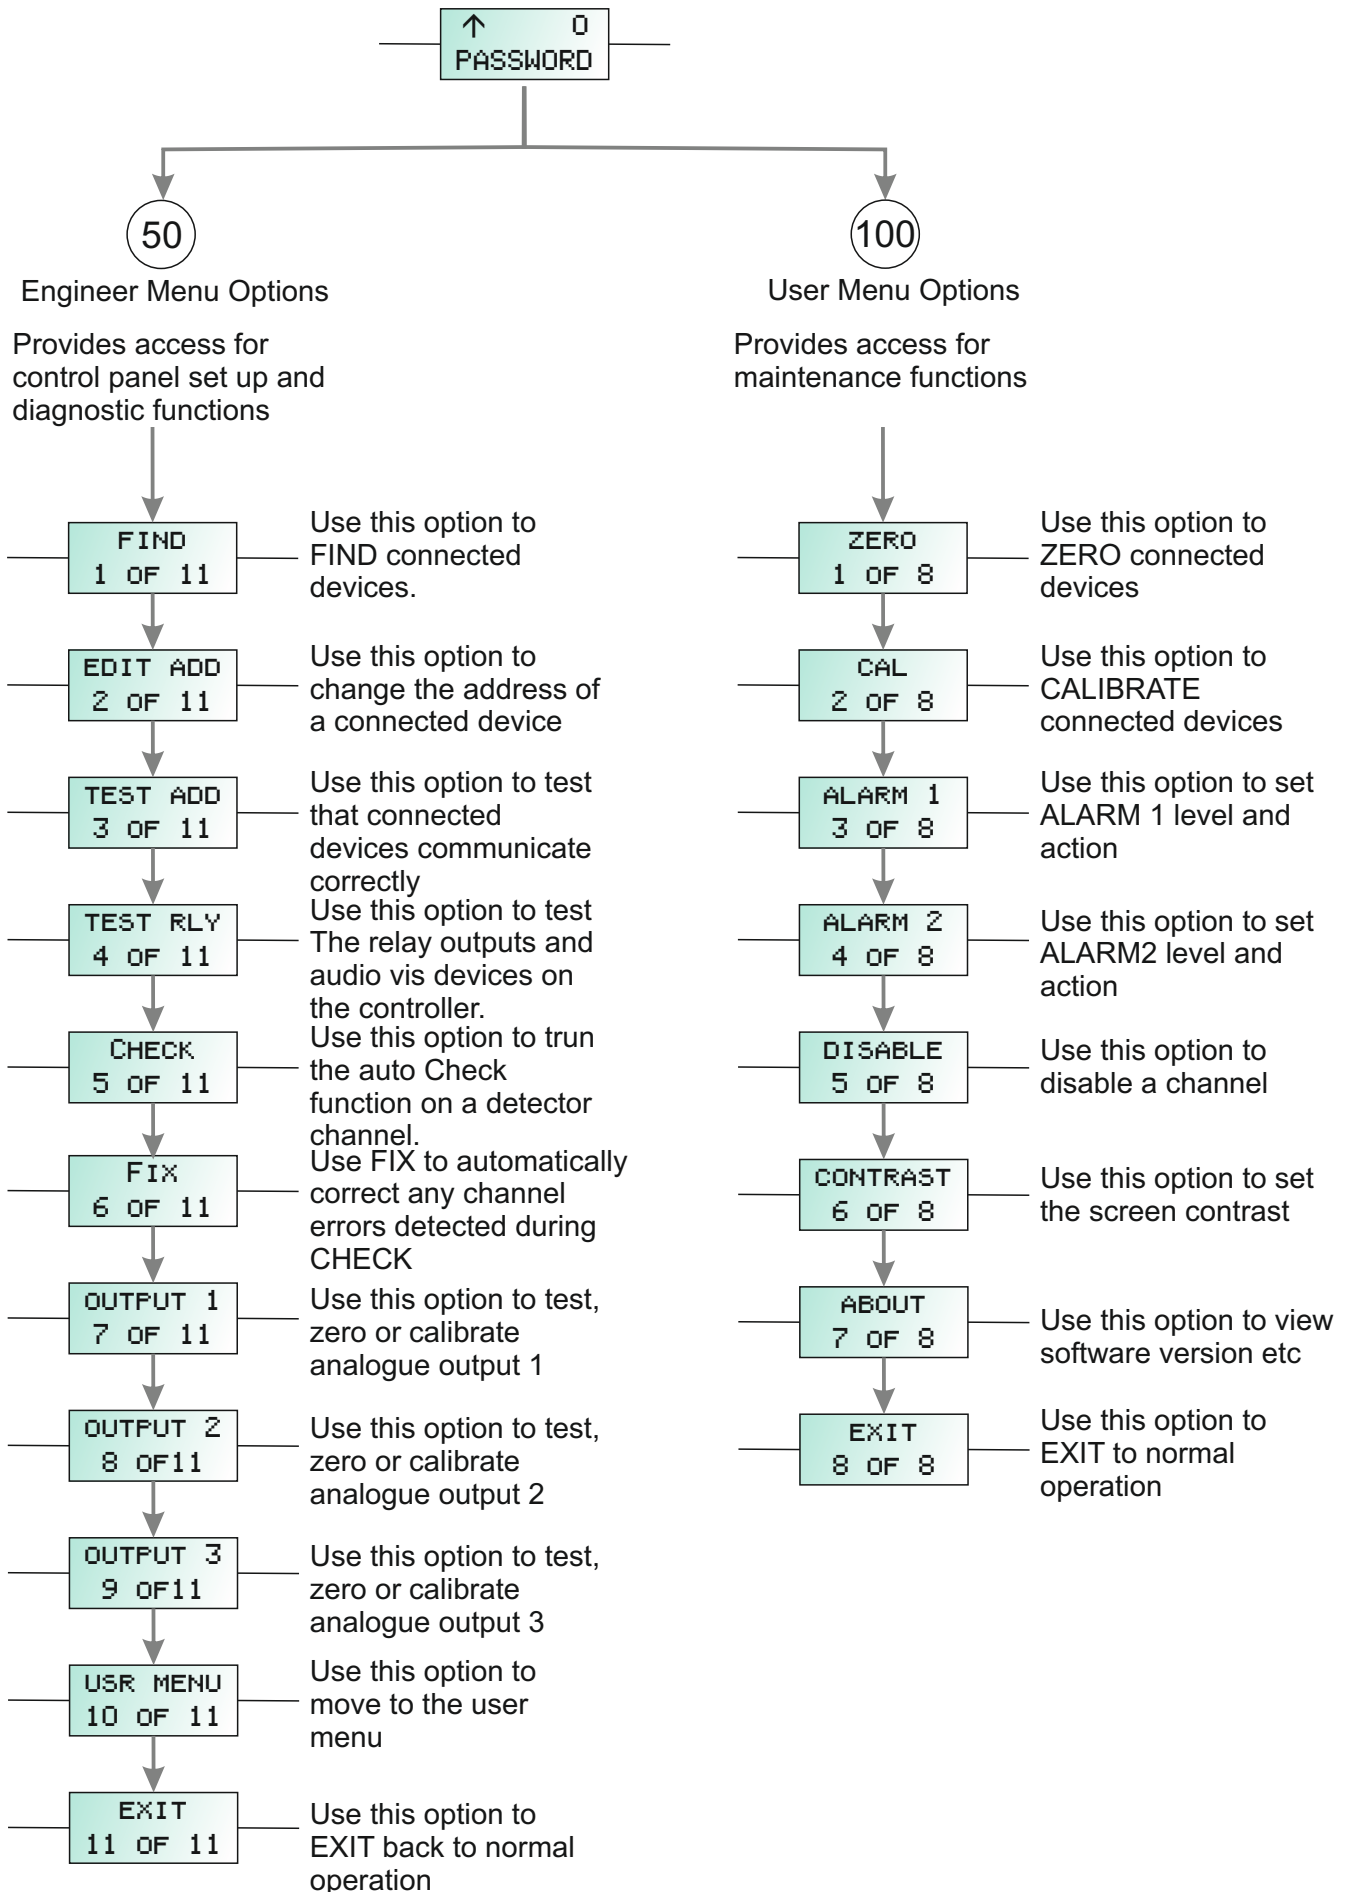 ↑ 0
PASSWORD
50
Engineer Menu Options
Provides access for
control panel set up and
diagnostic functions
FIND
1 OF 11
Use this option to
FIND connected
devices.
EDIT ADD
2 OF 11
Use this option to
change the address of
a connected device
TEST ADD
3 OF 11
Use this option to test
that connected
devices communicate
correctly
TEST RLY
4 OF 11
Use this option to test
The relay outputs and
audio vis devices on
the controller.
CHECK
5 OF 11
Use this option to trun
the auto Check
function on a detector
channel.
FIX
6 OF 11
Use FIX to automatically
correct any channel
errors detected during
CHECK
OUTPUT 1
7 OF 11
Use this option to test,
zero or calibrate
analogue output 1
OUTPUT 2
8 OF11
Use this option to test,
zero or calibrate
analogue output 2
OUTPUT 3
9 OF11
Use this option to test,
zero or calibrate
analogue output 3
USR MENU
10 OF 11
Use this option to
move to the user
menu
EXIT
11 OF 11
Use this option to
EXIT back to normal
operation
100
User Menu Options
Provides access for
maintenance functions
ZERO
1 OF 8
Use this option to
ZERO connected
devices
CAL
2 OF 8
Use this option to
CALIBRATE
connected devices
ALARM 1
3 OF 8
Use this option to set
ALARM 1 level and
action
ALARM 2
4 OF 8
Use this option to set
ALARM2 level and
action
DISABLE
5 OF 8
Use this option to
disable a channel
CONTRAST
6 OF 8
Use this option to set
the screen contrast
ABOUT
7 OF 8
Use this option to view
software version etc
EXIT
8 OF 8
Use this option to
EXIT to normal
operation